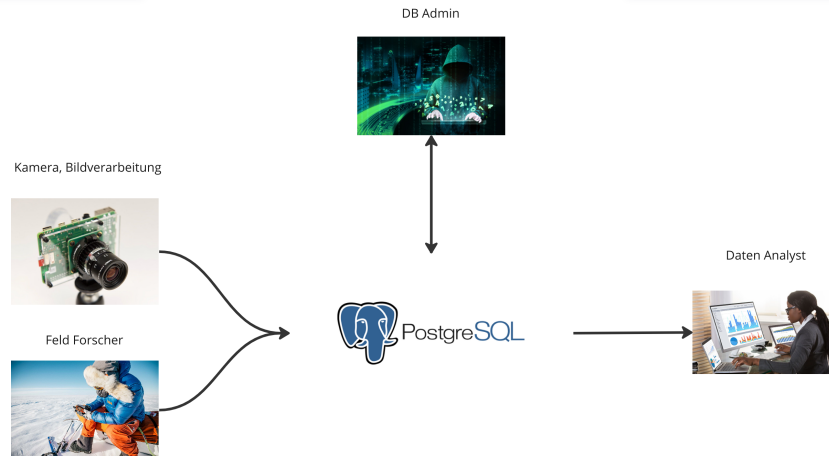 DB Admin
Kamera, Bildverarbeitung
Daten Analyst
Feld Forscher
PostgreSQL